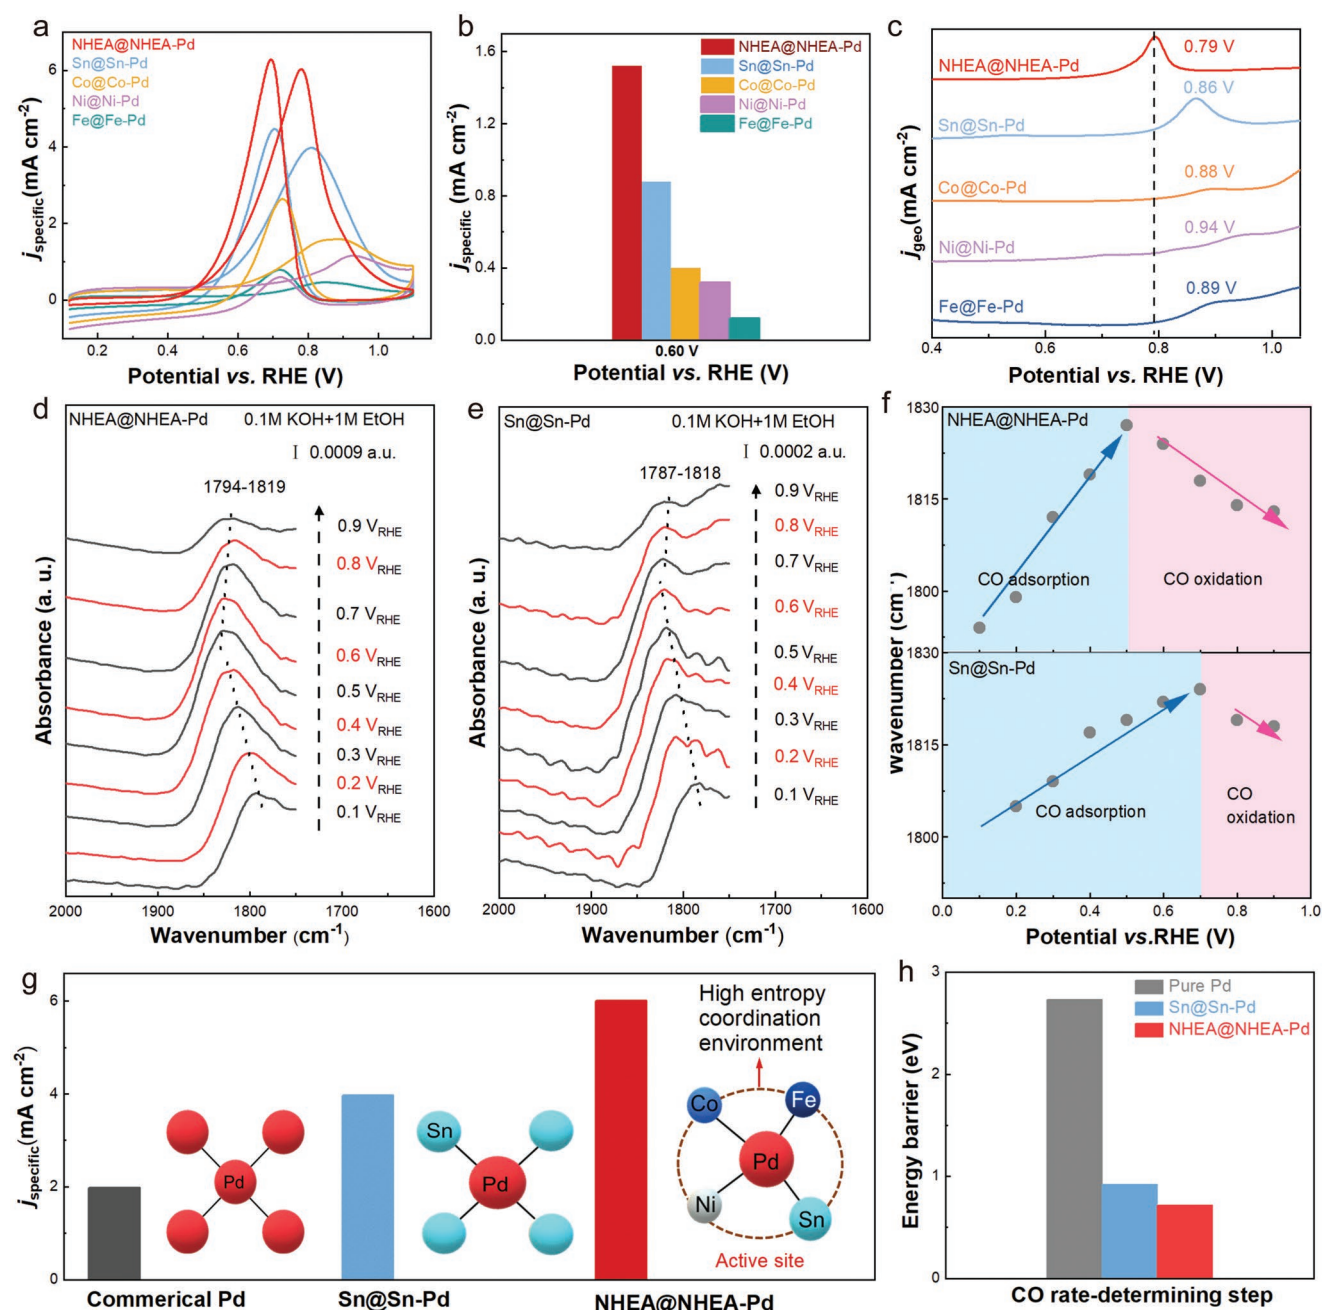 a
NHEA@NHEA-Pd
Sn@Sn-Pd
Co@Co-Pd
Ni@Ni-Pd
Fe@Fe-Pd
6
4
2
0
jspecific(mA cm-2)
0.2 0.4 0.6 0.8 1.0
Potential vs. RHE (V)
b
NHEA@NHEA-Pd
Sn@Sn-Pd
Co@Co-Pd
Ni@Ni-Pd
Fe@Fe-Pd
1.6
1.2
0.8
0.4
0.0
jspecific (mA cm-2)
0.60 V
Potential vs. RHE (V)
c
NHEA@NHEA-Pd
0.79 V
Sn@Sn-Pd
0.86 V
Co@Co-Pd
0.88 V
Ni@Ni-Pd
0.94 V
Fe@Fe-Pd
0.89 V
jgeo(mA cm-2)
0.4 0.6 0.8 1.0
Potential vs. RHE (V)
d
NHEA@NHEA-Pd 0.1M KOH+1M EtOH
I 0.0009 a.u.
1794-1819
0.9 VRHE
0.8 VRHE
0.7 VRHE
0.6 VRHE
0.5 VRHE
0.4 VRHE
0.3 VRHE
0.2 VRHE
0.1 VRHE
Absorbance (a. u.)
2000 1900 1800 1700 1600
Wavenumber (cm-1)
e
Sn@Sn-Pd 0.1M KOH+1M EtOH
I 0.0002 a.u.
1787-1818
0.9 VRHE
0.8 VRHE
0.7 VRHE
0.6 VRHE
0.5 VRHE
0.4 VRHE
0.3 VRHE
0.2 VRHE
0.1 VRHE
Absorbance (a. u.)
2000 1900 1800 1700 1600
Wavenumber (cm-1)
f
NHEA@NHEA-Pd
1830
1815
1800
CO adsorption
CO oxidation
1830
Sn@Sn-Pd
1815
1800
CO adsorption
CO
oxidation
Wavenumber (cm-1)
0.0 0.2 0.4 0.6 0.8 1.0
Potential vs.RHE (V)
g
6
4
2
0
jspecific(mA cm-2)
Pd
Sn
Pd
High entropy
coordination
environment
Co
Fe
Pd
Ni
Sn
Active site
Commerical Pd
Sn@Sn-Pd
NHEA@NHEA-Pd
h
Pure Pd
Sn@Sn-Pd
NHEA@NHEA-Pd
3
2
1
0
Energy barrier (eV)
CO rate-determining step